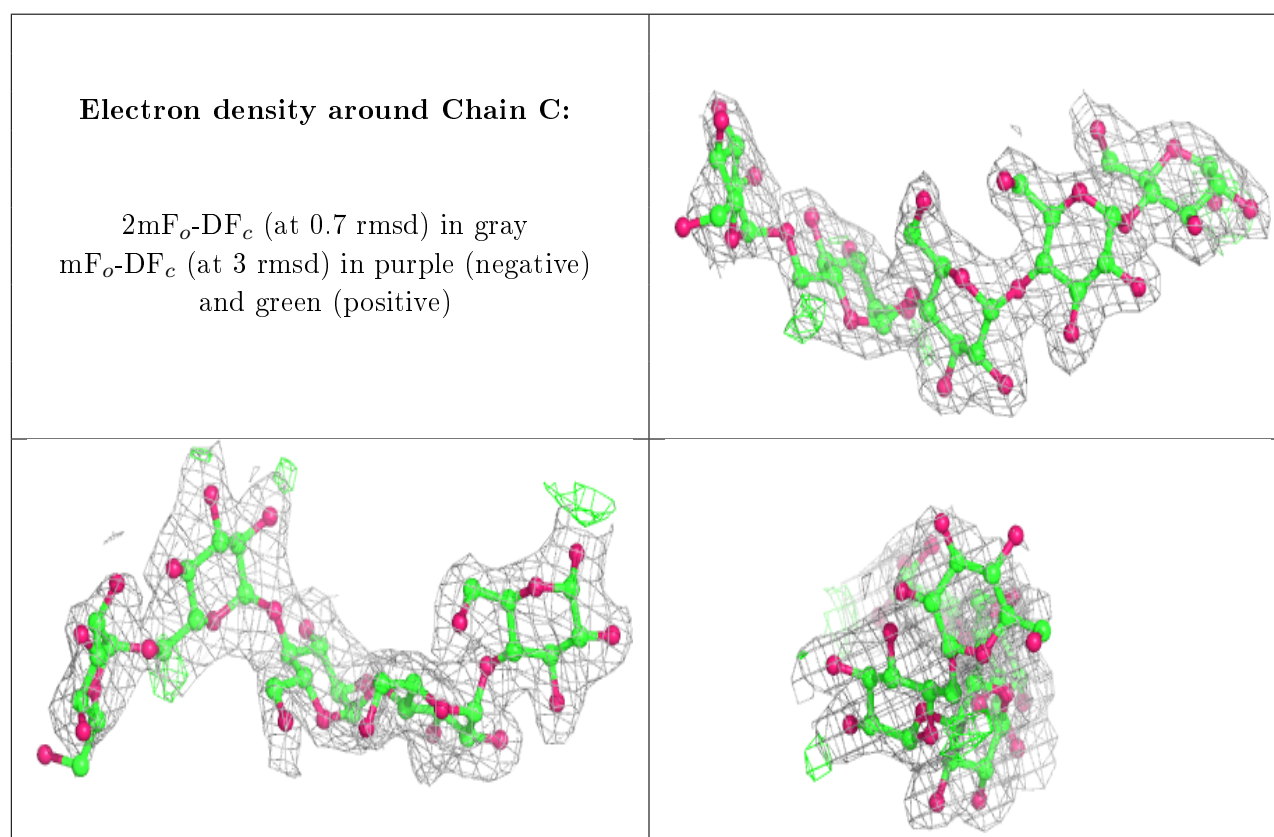 Electron density around Chain C:
2mFₒ-DF𝒸 (at 0.7 rmsd) in gray
mFₒ-DF𝒸 (at 3 rmsd) in purple (negative)
and green (positive)